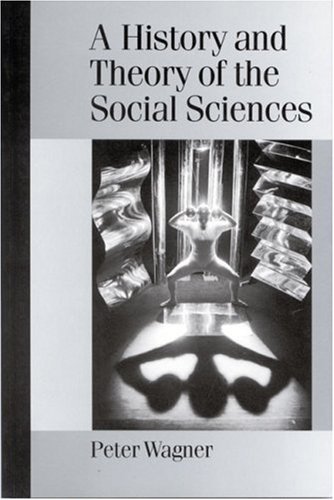 A History and
Theory of the
Social Sciences
Peter Wagner